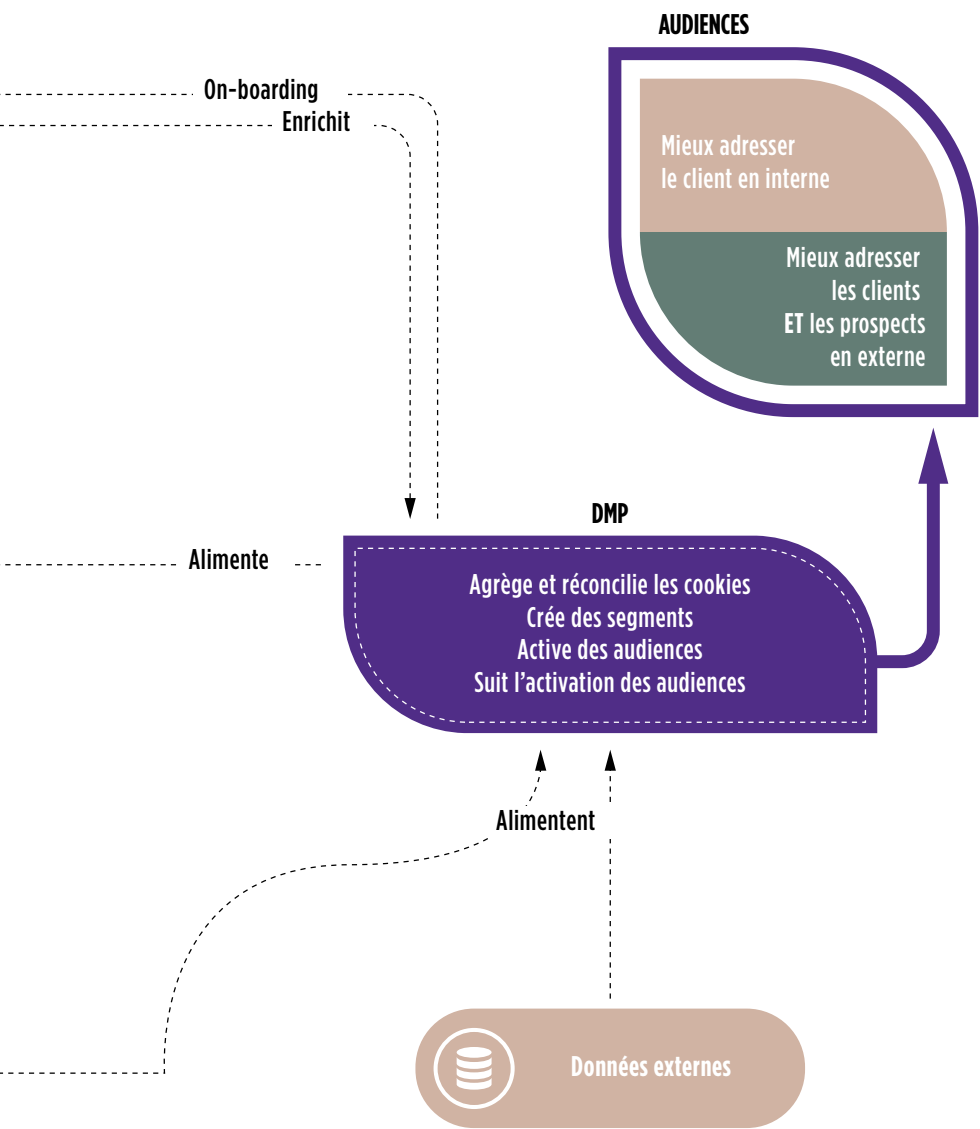 AUDIENCES
On-boarding
Enrichit
Mieux adresser
le client en interne
Mieux adresser
les clients
ET les prospects
en externe
DMP
Alimente
Agrège et réconcilie les cookies
Crée des segments
Active des audiences
Suit l’activation des audiences
Alimentent
Données externes